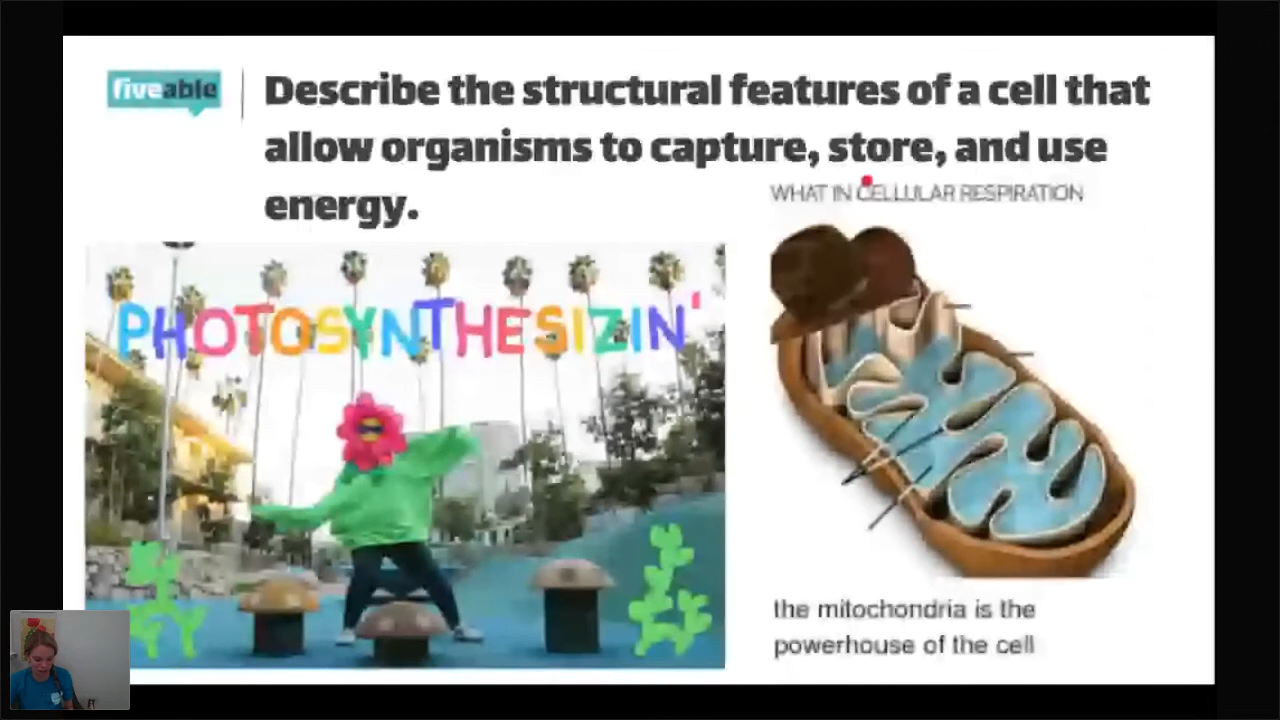 fiveable
Describe the structural features of a cell that
allow organisms to capture, store, and use
energy.
WHAT IN CELLULAR RESPIRATION
PHOTOSYNTHESIZIN'
the mitochondria is the
powerhouse of the cell